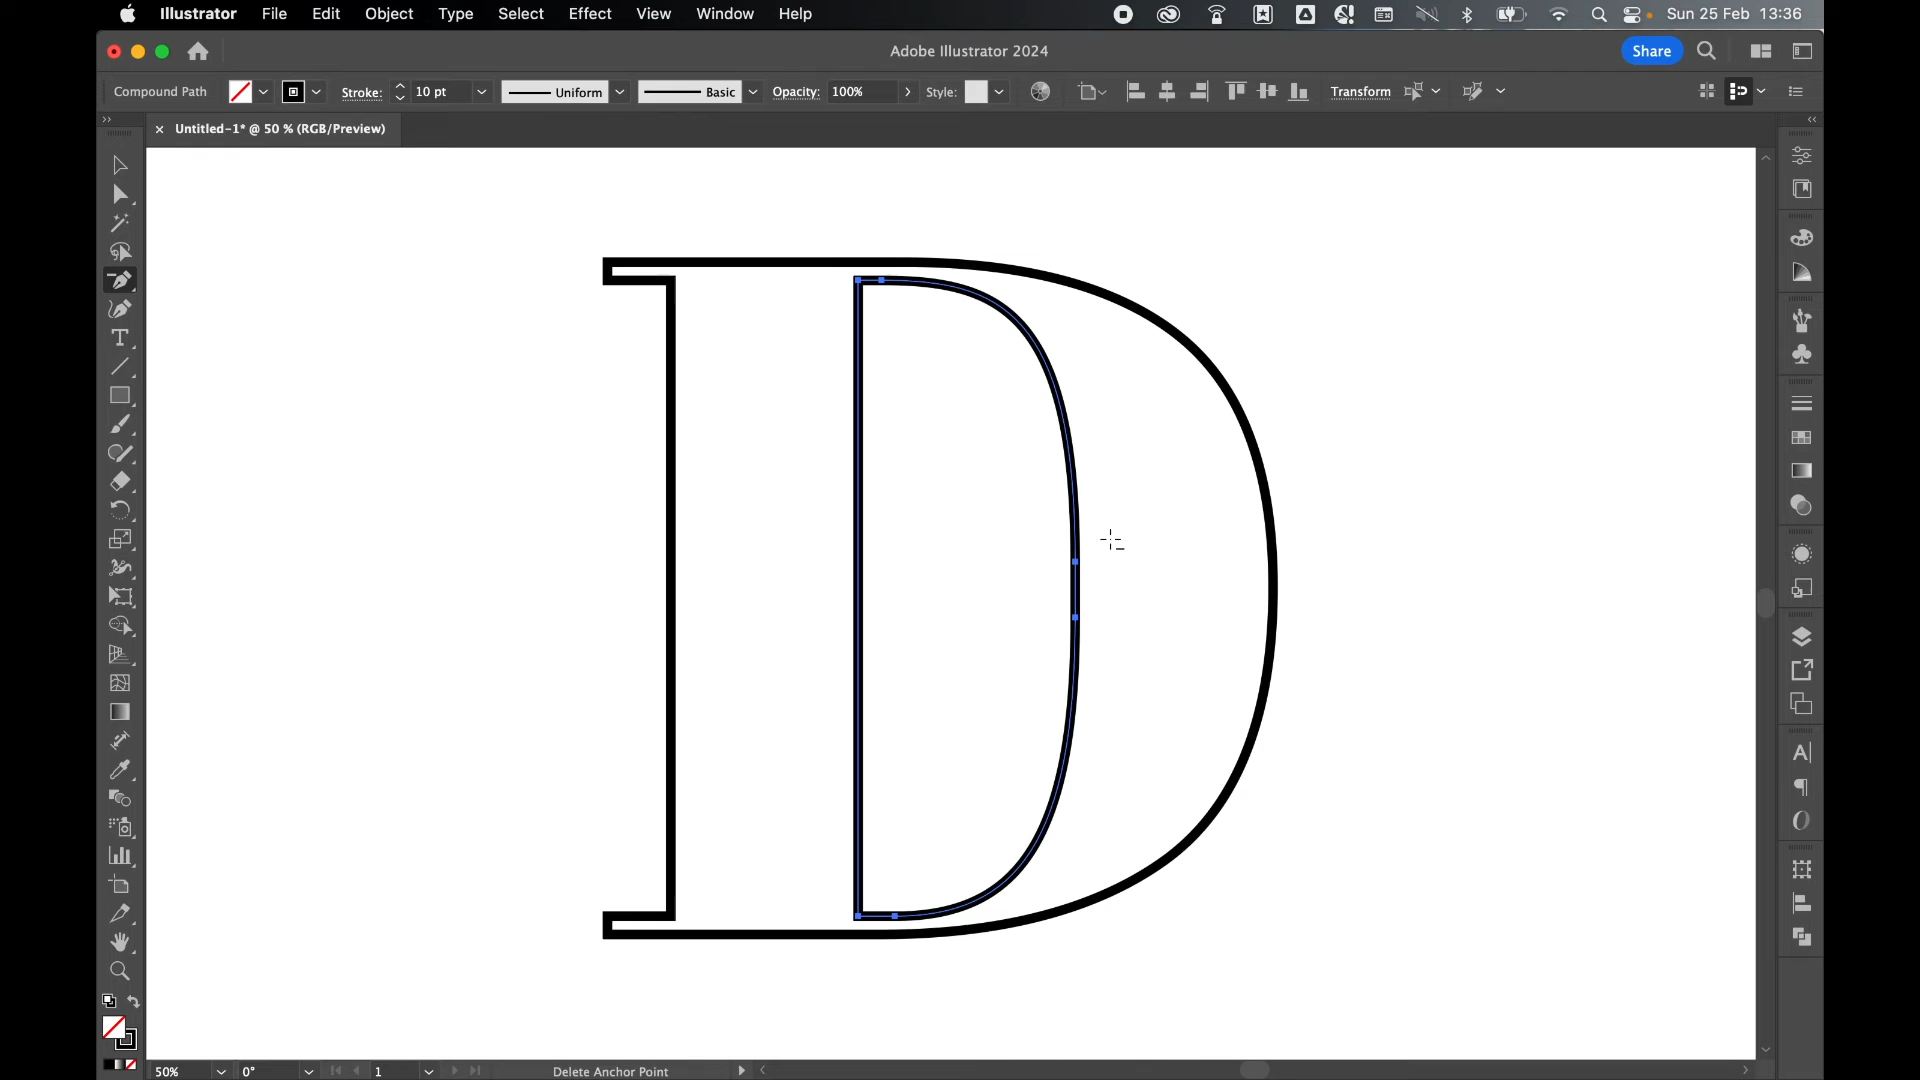 Illustrator File Edit Object Type Select Effect View Window Help Sun 25 Feb 13:36
Adobe Illustrator 2024 Share
Compound Path Stroke: 10 pt Uniform Basic Opacity: 100% Style: Transform
Untitled-1* @ 50 % (RGB/Preview)
D
50% 0° 1 Delete Anchor Point